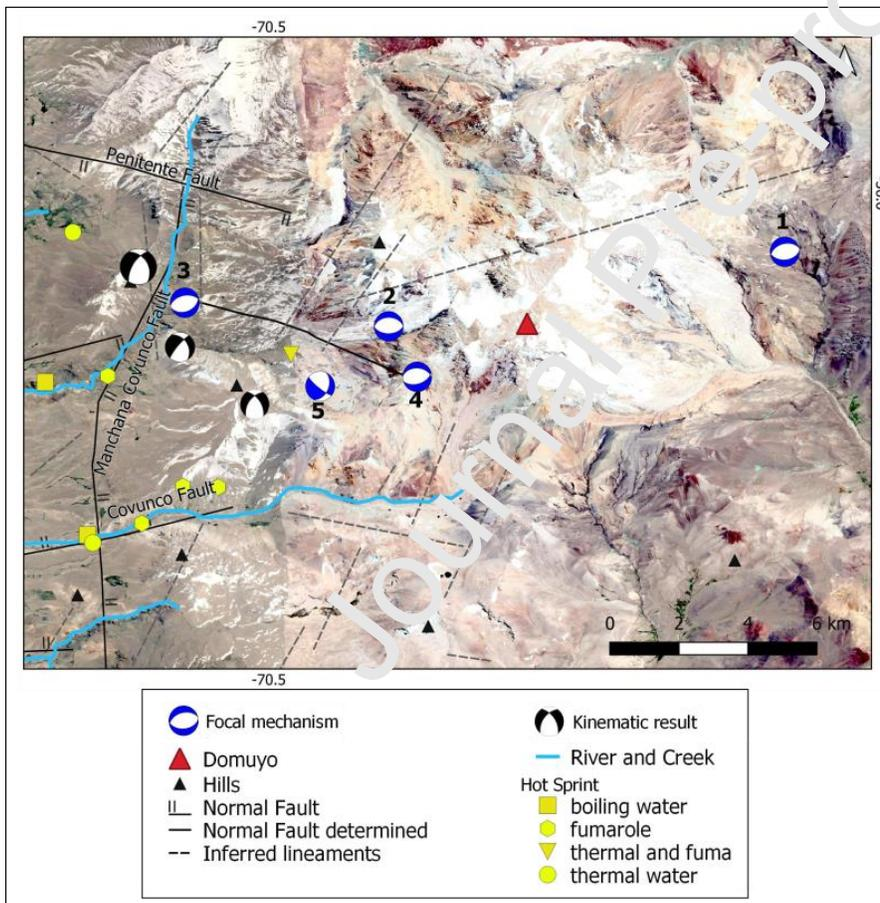 -70.5
Penitente Fault
1
3
2
Manchana Covunco Fault
4
5
Covunco Fault
0 2 4 6 km
-70.5
Journal Pre-pro
Focal mechanism
Kinematic result
Domuyo
River and Creek
Hills
Hot Sprint
Normal Fault
boiling water
Normal Fault determined
fumarole
Inferred lineaments
thermal and fuma
thermal water